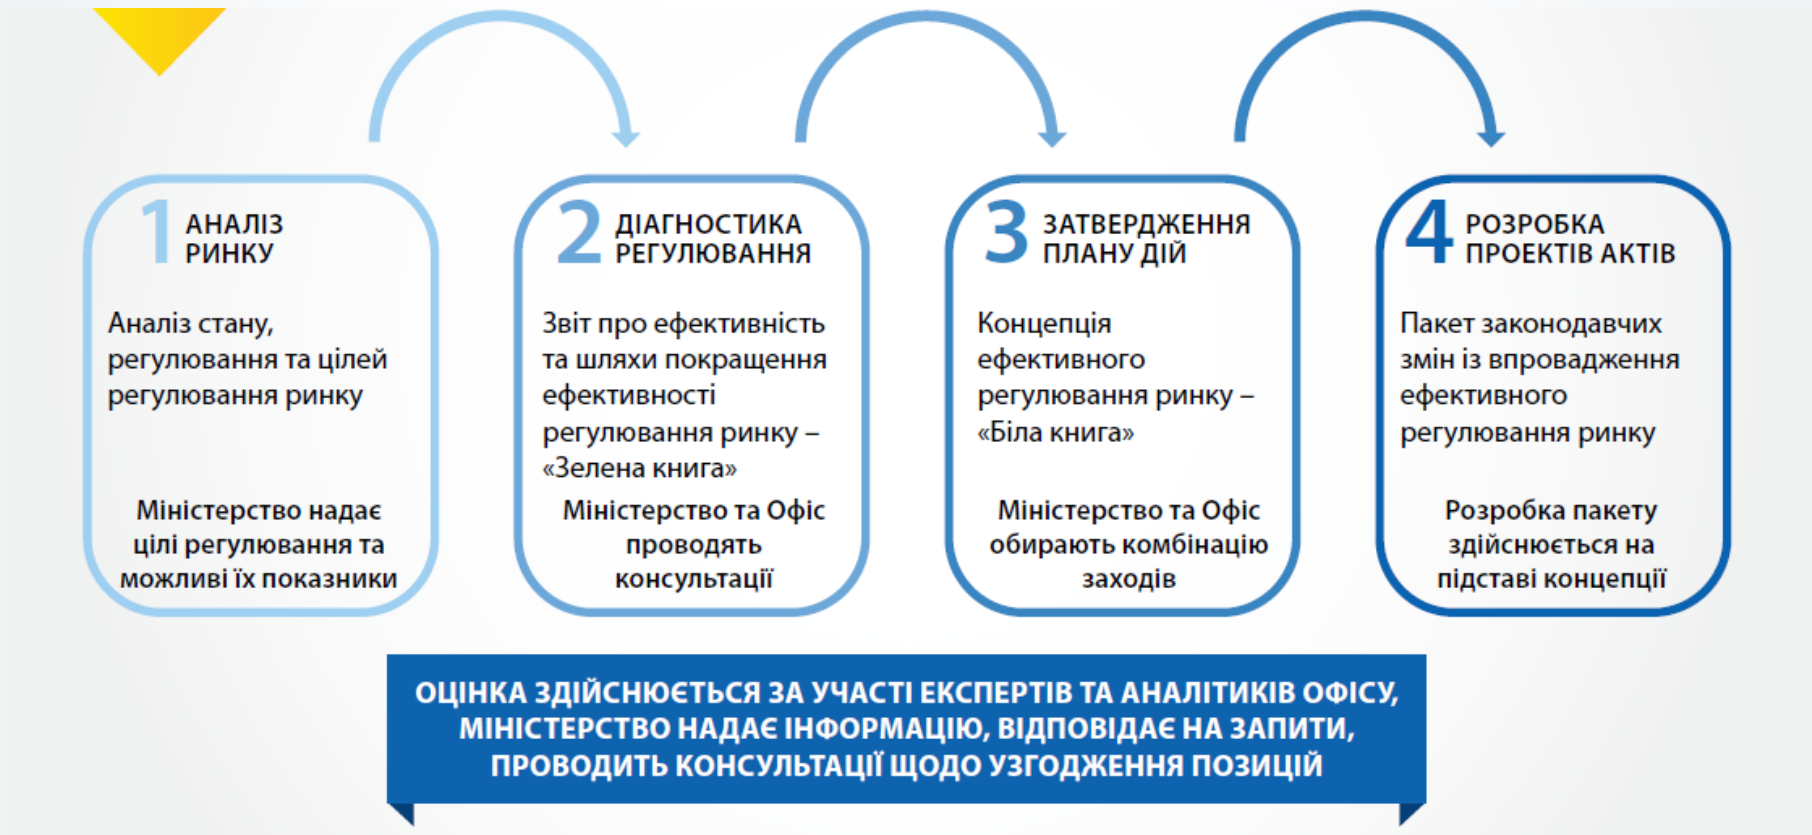 1 АНАЛІЗ
РИНКУ
Аналіз стану,
регулювання та цілей
регулювання ринку
Міністерство надає
цілі регулювання та
можливі їх показники
2 ДІАГНОСТИКА
РЕГУЛЮВАННЯ
Звіт про ефективність
та шляхи покращення
ефективності
регулювання ринку –
«Зелена книга»
Міністерство та Офіс
проводять
консультації
3 ЗАТВЕРДЖЕННЯ
ПЛАНУ ДІЙ
Концепція
ефективного
регулювання ринку –
«Біла книга»
Міністерство та Офіс
обирають комбінацію
заходів
4 РОЗРОБКА
ПРОЕКТІВ АКТІВ
Пакет законодавчих
змін із впровадження
ефективного
регулювання ринку
Розробка пакету
здійснюється на
підставі концепції
ОЦІНКА ЗДІЙСНЮЄТЬСЯ ЗА УЧАСТІ ЕКСПЕРТІВ ТА АНАЛІТИКІВ ОФІСУ,
МІНІСТЕРСТВО НАДАЄ ІНФОРМАЦІЮ, ВІДПОВІДАЄ НА ЗАПИТИ,
ПРОВОДИТЬ КОНСУЛЬТАЦІЇ ЩОДО УЗГОДЖЕННЯ ПОЗИЦІЙ